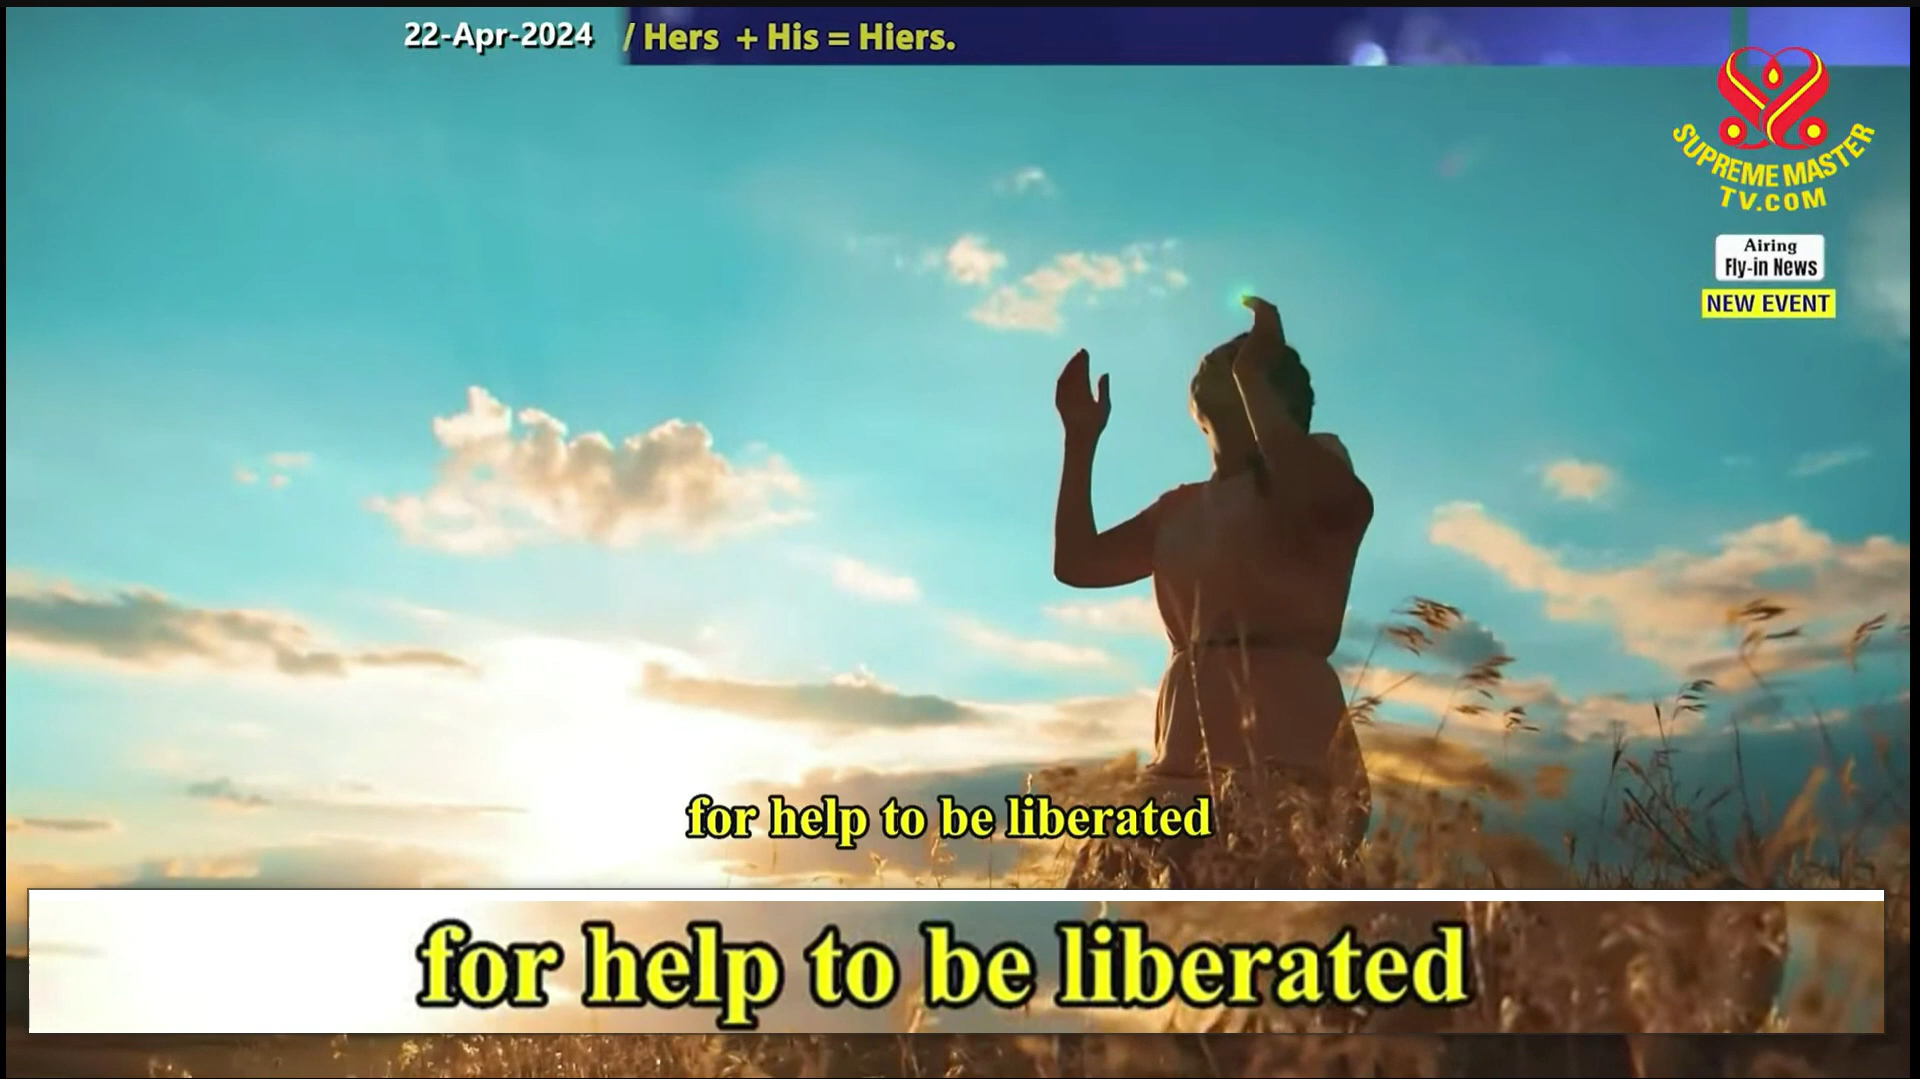 22-Apr-2024 / Hers + His = Hiers.
SUPREME MASTER
TV.COM
Airing
Fly-in News
NEW EVENT
for help to be liberated
for help to be liberated